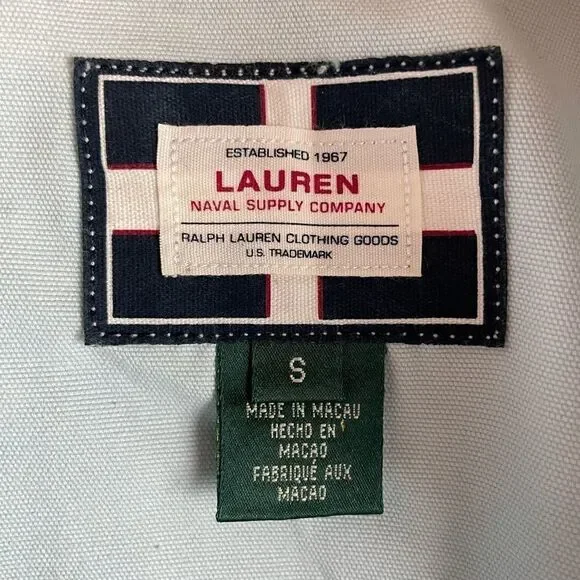 ESTABLISHED 1967
LAUREN
NAVAL SUPPLY COMPANY
RALPH LAUREN CLOTHING GOODS
U.S. TRADEMARK
S
MADE IN MACAU
HECHO EN
MACAO
FABRIQUÉ AUX
MACAO